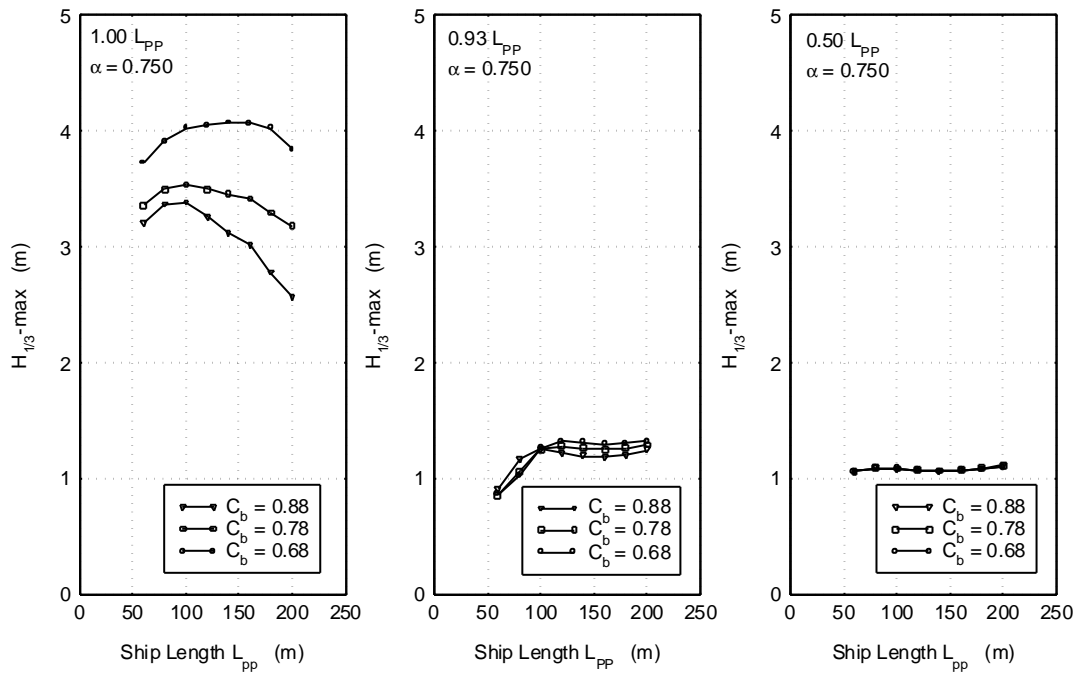 5
4
3
2
1
0
H1/3-max (m)
1.00 LPP
α = 0.750
Cb = 0.88
Cb = 0.78
Cb = 0.68
0 50 100 150 200 250
Ship Length Lpp (m)
5
4
3
2
1
0
H1/3-max (m)
0.93 LPP
α = 0.750
Cb = 0.88
Cb = 0.78
Cb = 0.68
0 50 100 150 200 250
Ship Length LPP (m)
5
4
3
2
1
0
H1/3-max (m)
0.50 LPP
α = 0.750
Cb = 0.88
Cb = 0.78
Cb = 0.68
0 50 100 150 200 250
Ship Length Lpp (m)